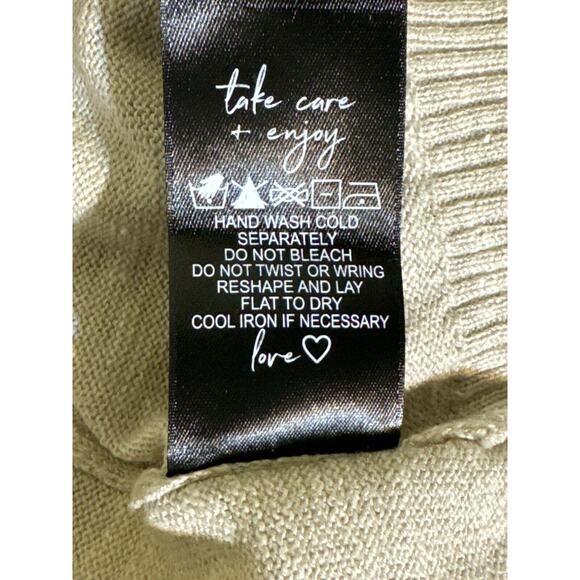 take care
+ enjoy
HAND WASH COLD
SEPARATELY
DO NOT BLEACH
DO NOT TWIST OR WRING
RESHAPE AND LAY
FLAT TO DRY
COOL IRON IF NECESSARY
love♡